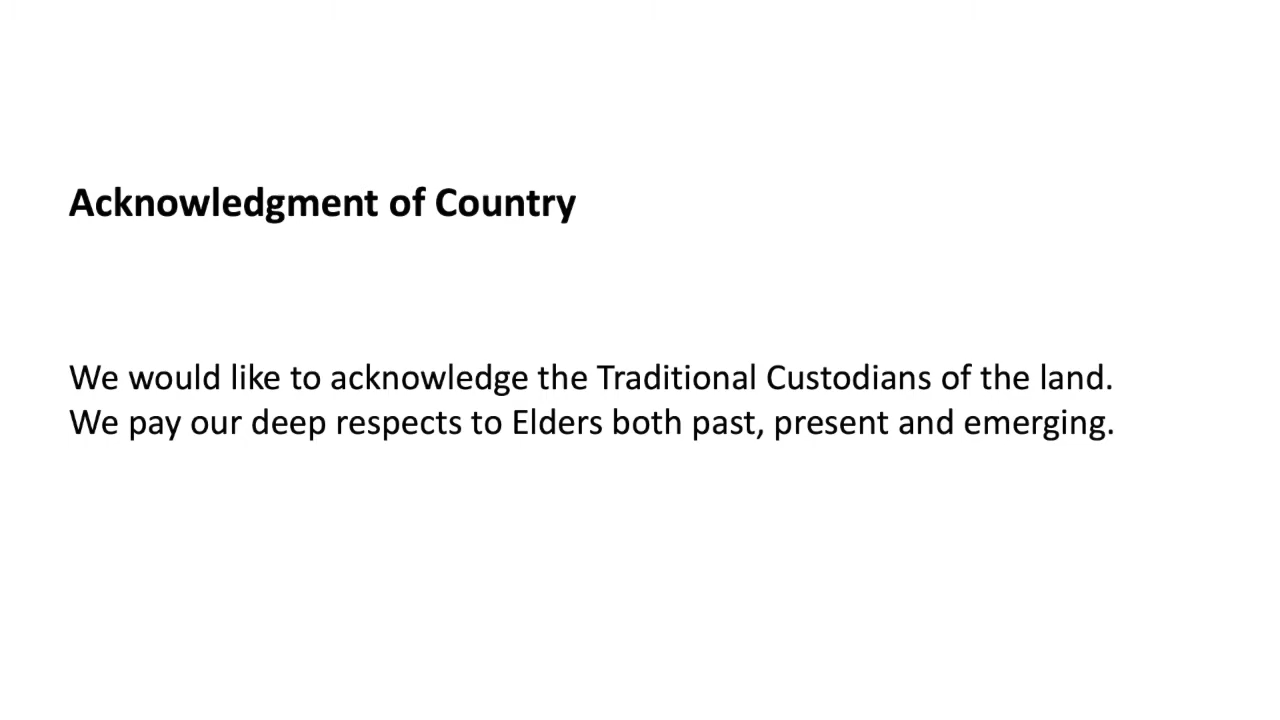 Acknowledgment of Country
We would like to acknowledge the Traditional Custodians of the land.
We pay our deep respects to Elders both past, present and emerging.